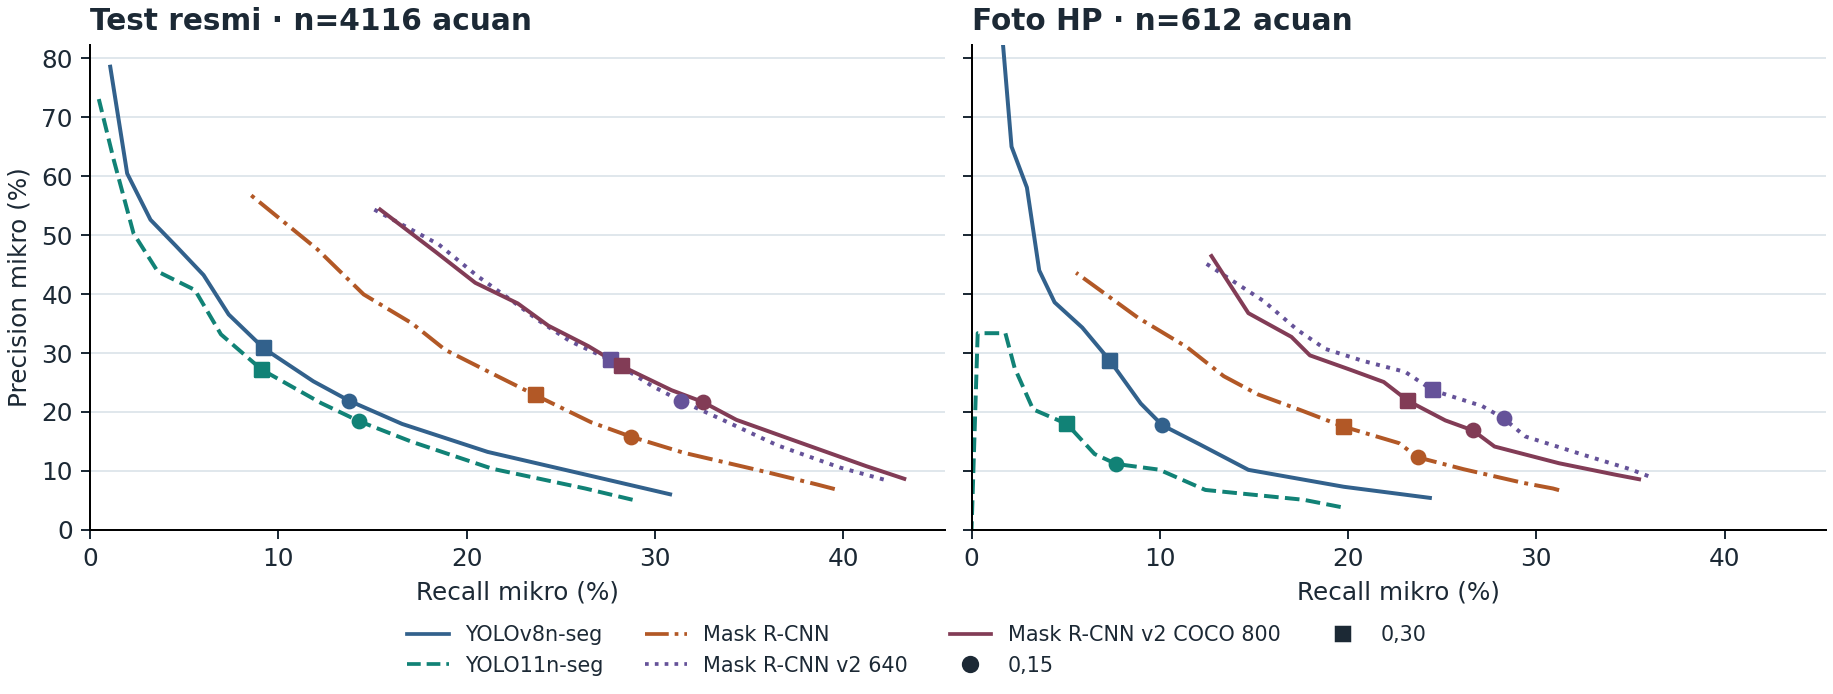 Test resmi · n=4116 acuan
Foto HP · n=612 acuan
Precision mikro (%)
80
70
60
50
40
30
20
10
0
0 10 20 30 40
0 10 20 30 40
Recall mikro (%)
Recall mikro (%)
YOLOv8n-seg
YOLO11n-seg
Mask R-CNN
Mask R-CNN v2 640
Mask R-CNN v2 COCO 800
0,15
0,30